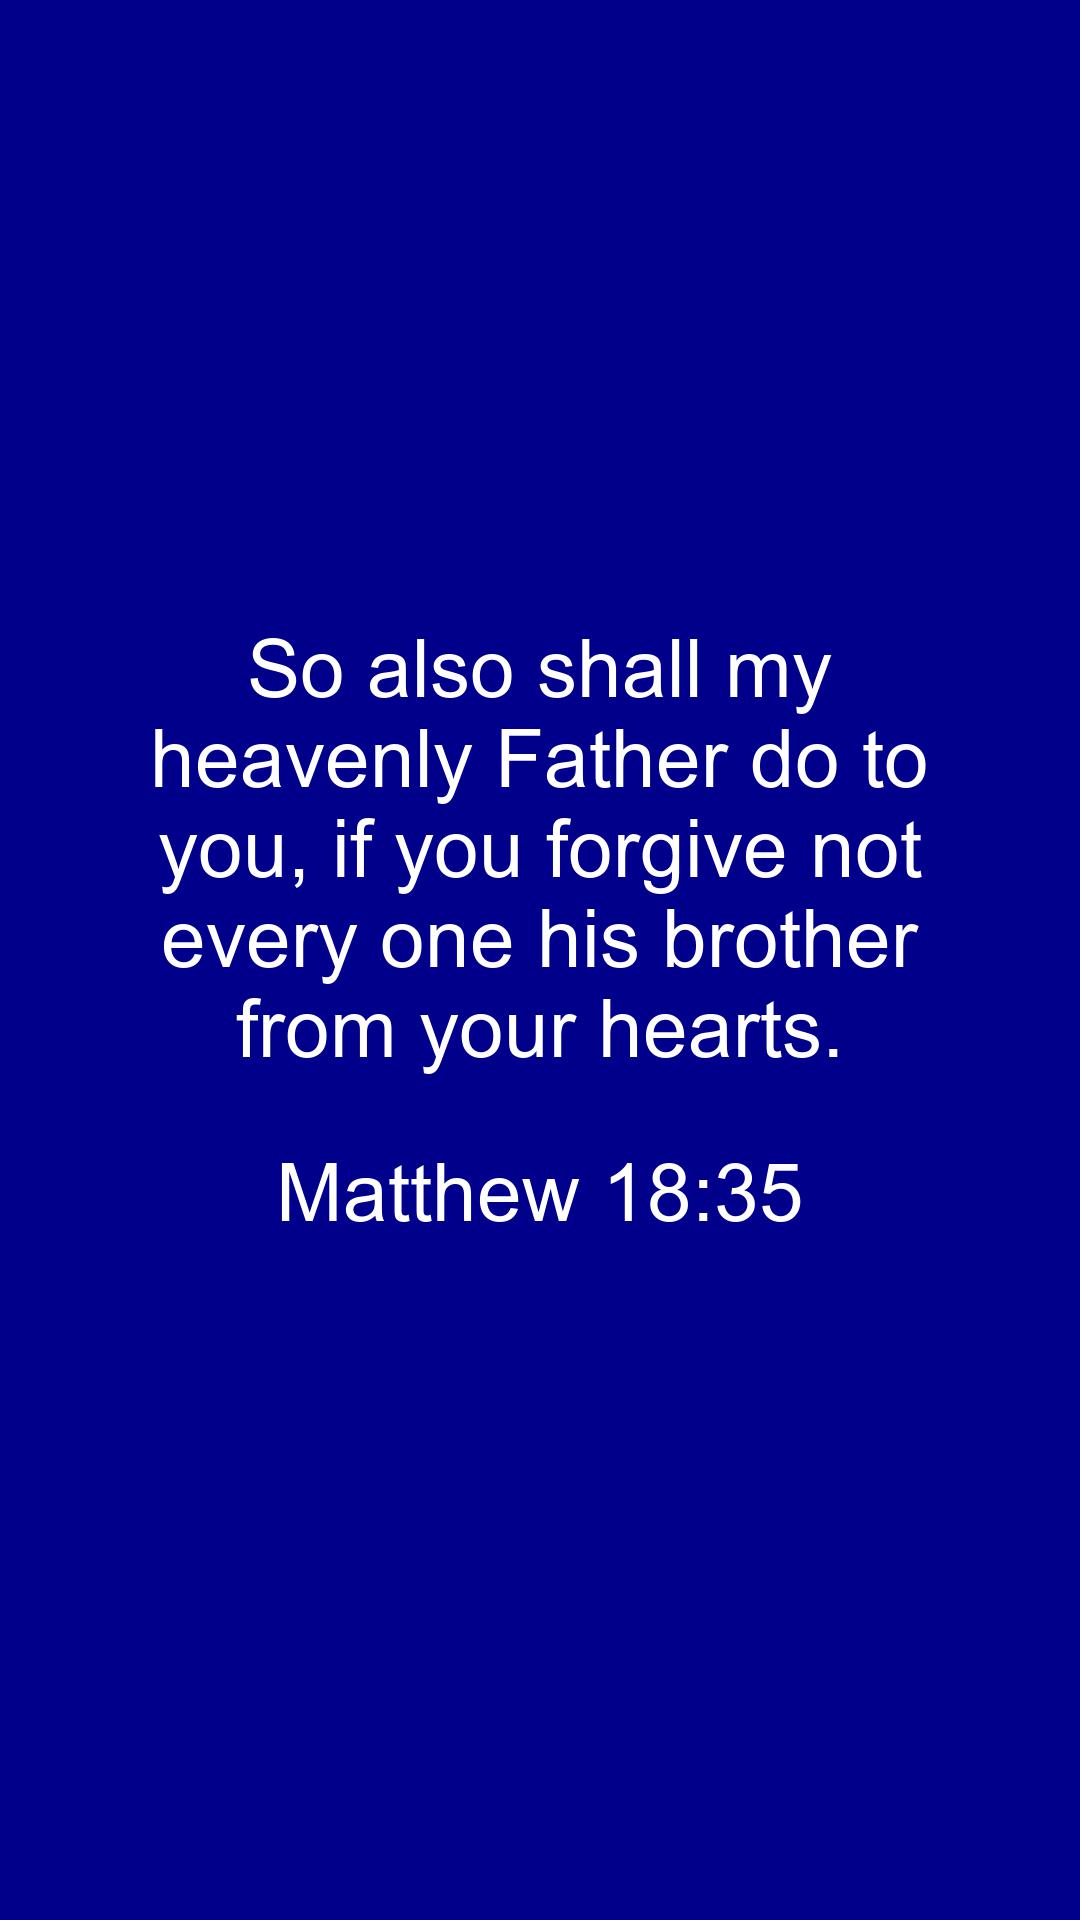 So also shall my
heavenly Father do to
you, if you forgive not
every one his brother
from your hearts.
Matthew 18:35